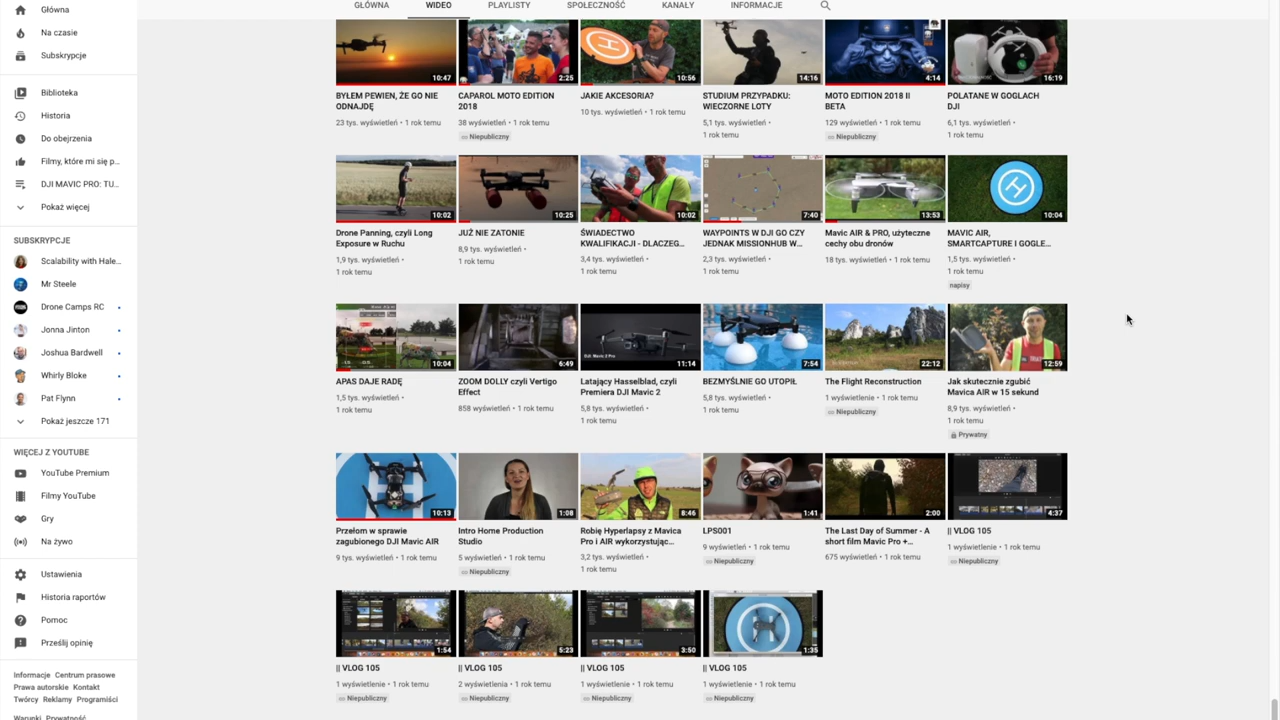 GŁÓWNA WIDEO PLAYLISTY SPOŁECZNOŚĆ KANAŁY INFORMACJE
Główna
Na czasie
Subskrypcje
Biblioteka
Historia
Do obejrzenia
Filmy, które mi się p...
DJI MAVIC PRO: TU...
Pokaż więcej
SUBSKRYPCJE
Scalability with Hale...
Mr Steele
Drone Camps RC
Jonna Jinton
Joshua Bardwell
Whirly Bloke
Pat Flynn
Pokaż jeszcze 171
WIĘCEJ Z YOUTUBE
YouTube Premium
Filmy YouTube
Gry
Na żywo
Ustawienia
Historia raportów
Pomoc
Prześlij opinię
Informacje Centrum prasowe
Prawa autorskie Kontakt
Twórcy Reklamy Programiści
Warunki Prywatność
10:47
BYŁEM PEWIEN, ŻE GO NIE
ODNAJDĘ
23 tys. wyświetleń • 1 rok temu
2:25
CAPAROL MOTO EDITION
2018
38 wyświetleń • 1 rok temu
Niepubliczny
10:56
JAKIE AKCESORIA?
10 tys. wyświetleń • 1 rok temu
14:16
STUDIUM PRZYPADKU:
WIECZORNE LOTY
5,1 tys. wyświetleń •
1 rok temu
4:14
MOTO EDITION 2018 II
BETA
129 wyświetleń • 1 rok temu
Niepubliczny
16:19
POLATANE W GOGLACH
DJI
6,1 tys. wyświetleń •
1 rok temu
10:02
Drone Panning, czyli Long
Exposure w Ruchu
1,9 tys. wyświetleń •
1 rok temu
10:25
JUŻ NIE ZATONIE
8,9 tys. wyświetleń •
1 rok temu
10:02
ŚWIADECTWO
KWALIFIKACJI - DLACZEG...
3,4 tys. wyświetleń •
1 rok temu
7:40
WAYPOINTS W DJI GO CZY
JEDNAK MISSIONHUB W...
2,3 tys. wyświetleń •
1 rok temu
13:53
Mavic AIR & PRO, użyteczne
cechy obu dronów
18 tys. wyświetleń • 1 rok temu
10:04
MAVIC AIR,
SMARTCAPTURE I GOGLE...
1,5 tys. wyświetleń •
1 rok temu
napisy
10:04
APAS DAJE RADĘ
1,5 tys. wyświetleń •
1 rok temu
6:49
ZOOM DOLLY czyli Vertigo
Effect
858 wyświetleń • 1 rok temu
11:14
Latający Hasselblad, czyli
Premiera DJI Mavic 2
5,8 tys. wyświetleń •
1 rok temu
7:54
BEZMYŚLNIE GO UTOPIŁ
5,8 tys. wyświetleń •
1 rok temu
22:12
The Flight Reconstruction
1 wyświetlenie • 1 rok temu
Niepubliczny
12:59
Jak skutecznie zgubić
Mavica AIR w 15 sekund
8,9 tys. wyświetleń •
1 rok temu
Prywatny
10:13
Przełom w sprawie
zagubionego DJI Mavic AIR
9 tys. wyświetleń • 1 rok temu
1:08
Intro Home Production
Studio
5 wyświetleń • 1 rok temu
Niepubliczny
8:46
Robię Hyperlapsy z Mavica
Pro i AIR wykorzystując...
3,2 tys. wyświetleń •
1 rok temu
1:41
LPS001
9 wyświetleń • 1 rok temu
Niepubliczny
2:00
The Last Day of Summer - A
short film Mavic Pro +...
675 wyświetleń • 1 rok temu
4:37
|| VLOG 105
1 wyświetlenie • 1 rok temu
Niepubliczny
1:54
|| VLOG 105
1 wyświetlenie • 1 rok temu
Niepubliczny
5:23
|| VLOG 105
2 wyświetlenia • 1 rok temu
Niepubliczny
3:50
|| VLOG 105
1 wyświetlenie • 1 rok temu
Niepubliczny
1:35
|| VLOG 105
1 wyświetlenie • 1 rok temu
Niepubliczny